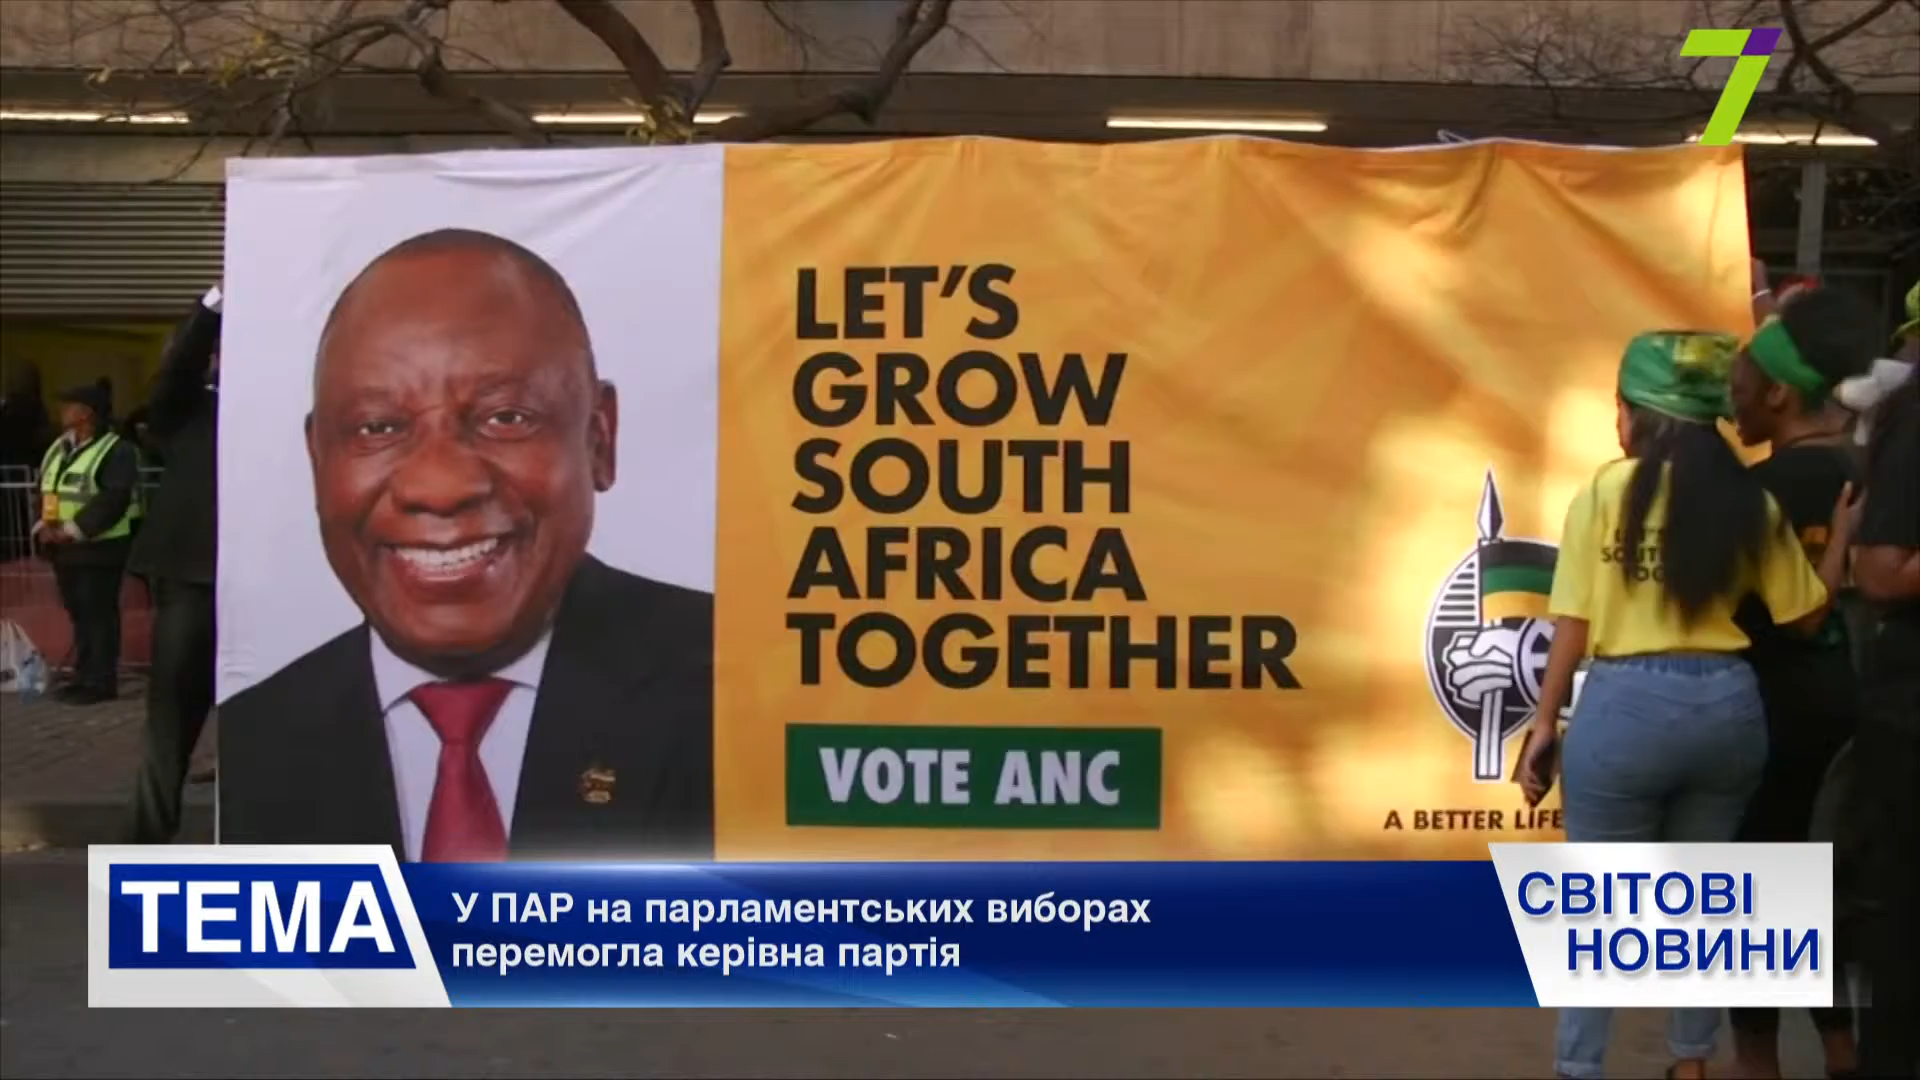 7
LET'S
GROW
SOUTH
AFRICA
TOGETHER
VOTE ANC
A BETTER LIFE
ТЕМА
У ПАР на парламентських виборах
перемогла керівна партія
СВІТОВІ
НОВИНИ